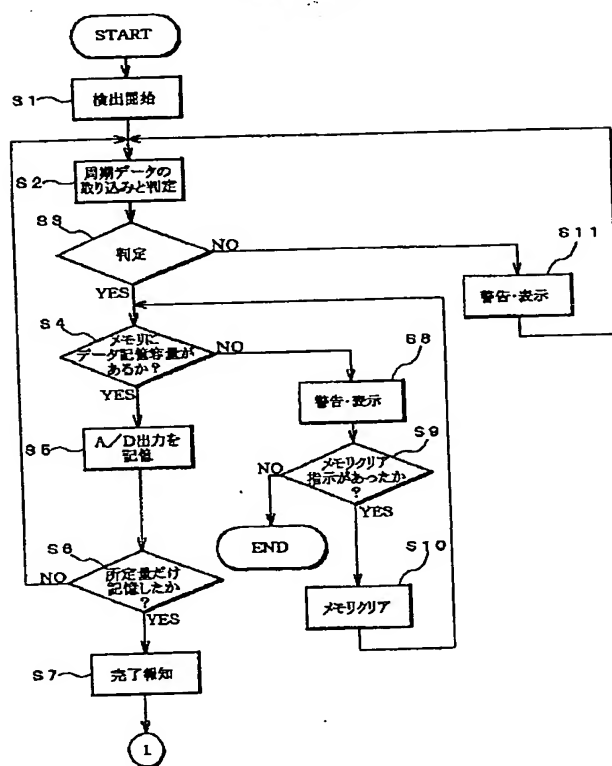 START
S1
検出開始
S2
周期データの
取り込みと判定
S3
判定
NO
YES
S11
警告・表示
S4
メモリに
データ記憶容量が
あるか?
NO
YES
S8
警告・表示
S5
A/D出力を
記憶
S9
メモリクリア
指示があったか
?
NO
YES
END
S6
所定量だけ
記憶したか
?
NO
YES
S10
メモリクリア
S7
完了報知
1